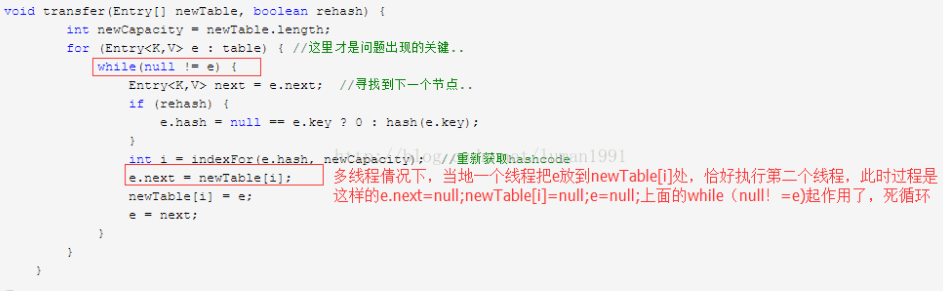 void transfer(Entry[] newTable, boolean rehash) {
int newCapacity = newTable.length;
for (Entry<K,V> e : table) { //这里才是问题出现的关键..
while(null != e) {
Entry<K,V> next = e.next; //寻找到下一个节点..
if (rehash) {
e.hash = null == e.key ? 0 : hash(e.key);
}
int i = indexFor(e.hash, newCapacity); //重新获取hashcode
e.next = newTable[i]; 多线程情况下，当地一个线程把e放到newTable[i]处，恰好执行第二个线程，此时过程是
newTable[i] = e; 这样的e.next=null;newTable[i]=null;e=null;上面的while（null！=e)起作用了，死循环
e = next;
}
}
}